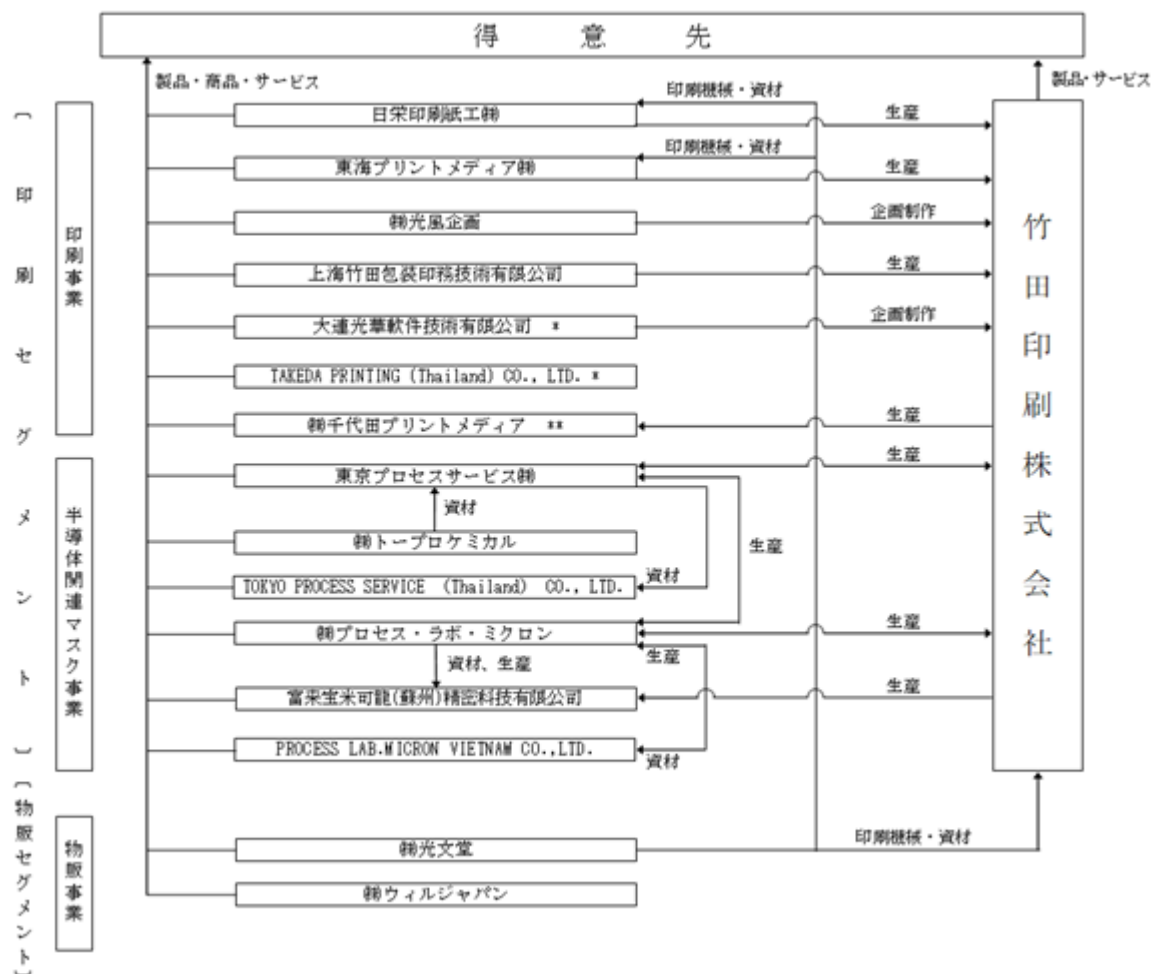 得意先
製品・商品・サービス
製品・サービス
〔印刷セグメント〕
印刷事業
日栄印刷紙工㈱
印刷機械・資材
生産
東海プリントメディア㈱
印刷機械・資材
生産
㈱光風企画
企画制作
上海竹田包装印務技術有限公司
生産
大連光華軟件技術有限公司 *
企画制作
TAKEDA PRINTING (Thailand) CO., LTD. *
㈱千代田プリントメディア **
生産
竹田印刷株式会社
半導体関連マスク事業
東京プロセスサービス㈱
生産
資材
㈱トープロケミカル
生産
TOKYO PROCESS SERVICE (Thailand) CO., LTD.
資材
㈱プロセス・ラボ・ミクロン
生産
資材、生産
生産
富来宝米可龍(蘇州)精密科技有限公司
生産
PROCESS LAB.MICRON VIETNAM CO.,LTD.
資材
〔物販セグメント〕
物販事業
㈱光文堂
印刷機械・資材
㈱ウィルジャパン